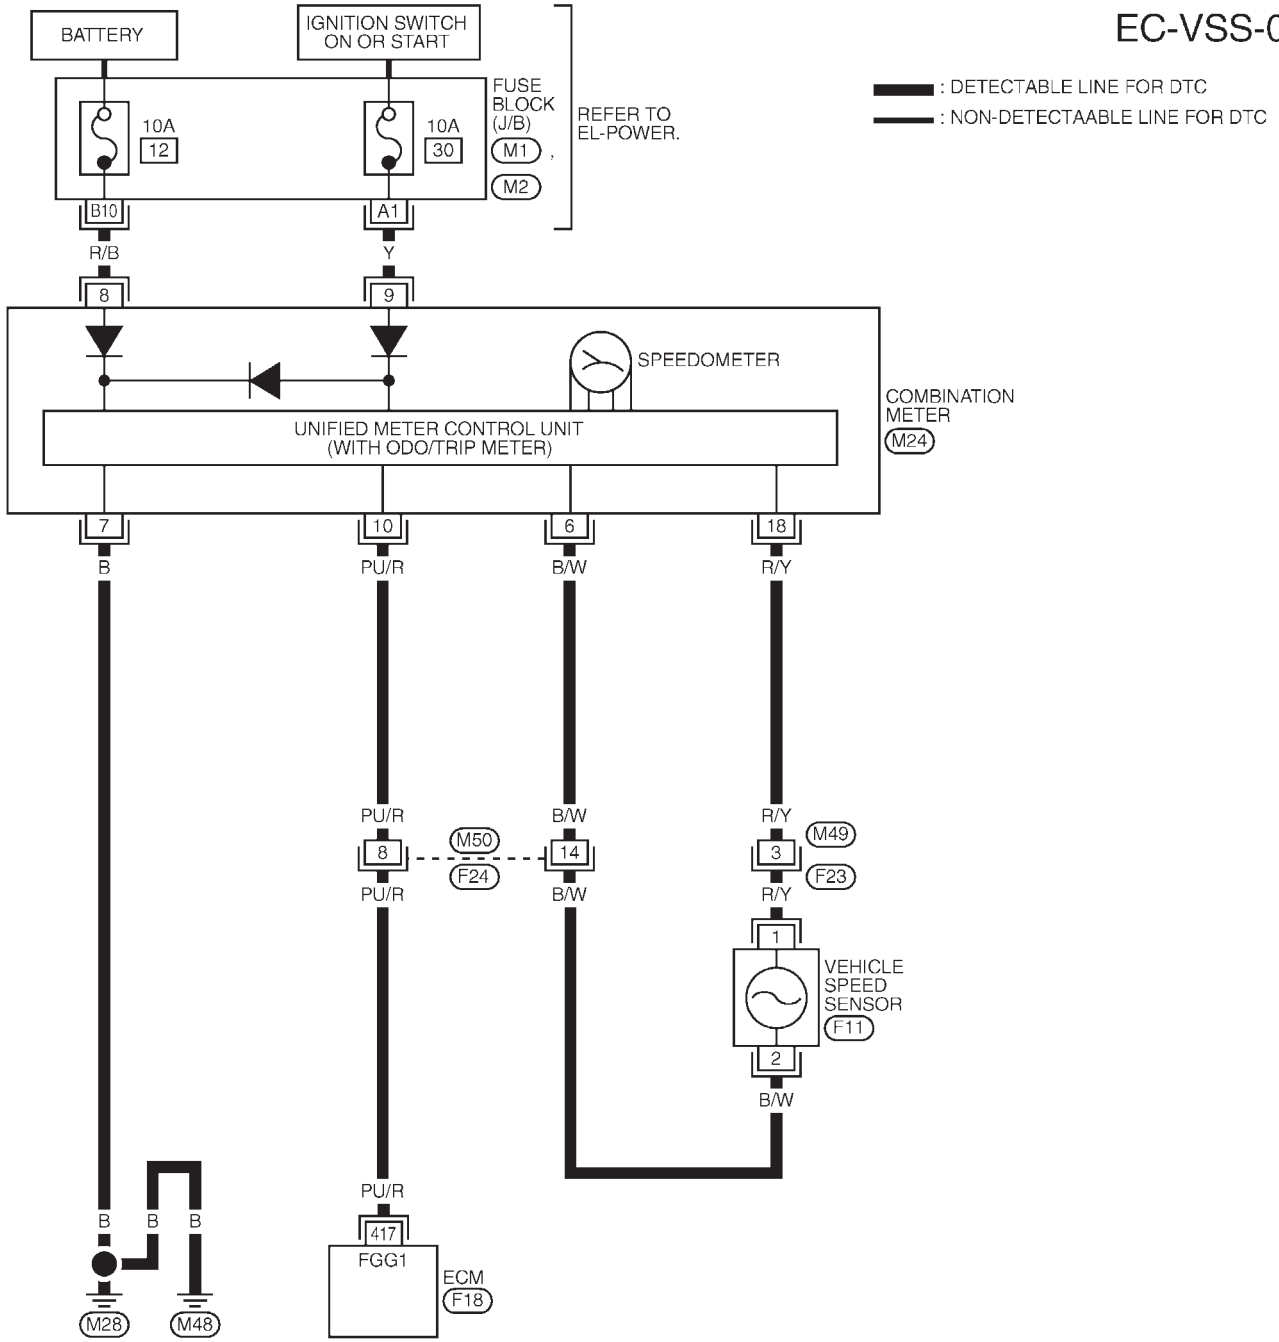 EC-VSS-0
BATTERY
IGNITION SWITCH
ON OR START
: DETECTABLE LINE FOR DTC
: NON-DETECTAABLE LINE FOR DTC
10A
12
10A
30
FUSE
BLOCK
(J/B)
M1 ,
M2
REFER TO
EL-POWER.
B10
A1
R/B
Y
8
9
SPEEDOMETER
COMBINATION
METER
M24
UNIFIED METER CONTROL UNIT
(WITH ODO/TRIP METER)
7
10
6
18
B
PU/R
B/W
R/Y
PU/R
B/W
R/Y
8
M50
F24
14
3
M49
F23
PU/R
B/W
R/Y
1
VEHICLE
SPEED
SENSOR
F11
2
B/W
PU/R
B
B
B
417
FGG1
ECM
F18
M28
M48